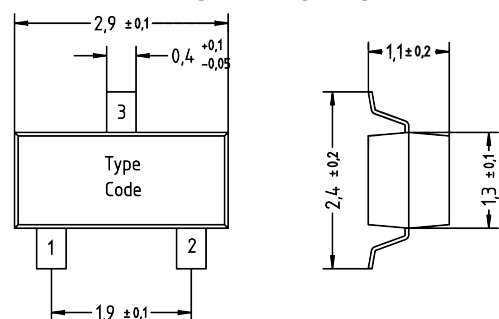 2,9 ±0,1
0,4 +0,1 -0,05
1,1±0,2
3
Type
Code
2,4 ±0,2
1,3 ±0,1
1
2
1,9 ±0,1